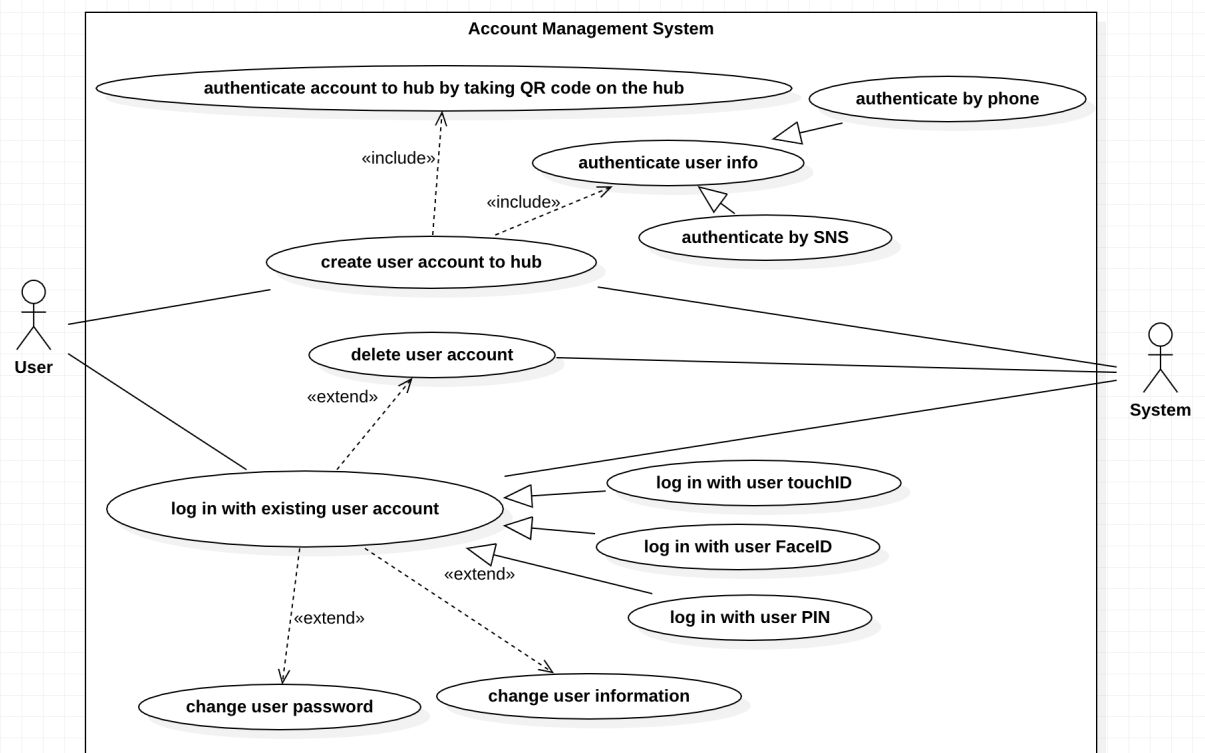 Account Management System
authenticate account to hub by taking QR code on the hub
authenticate by phone
«include»
authenticate user info
«include»
authenticate by SNS
create user account to hub
User
delete user account
System
«extend»
log in with user touchID
log in with existing user account
log in with user FaceID
«extend»
«extend»
log in with user PIN
change user information
change user password